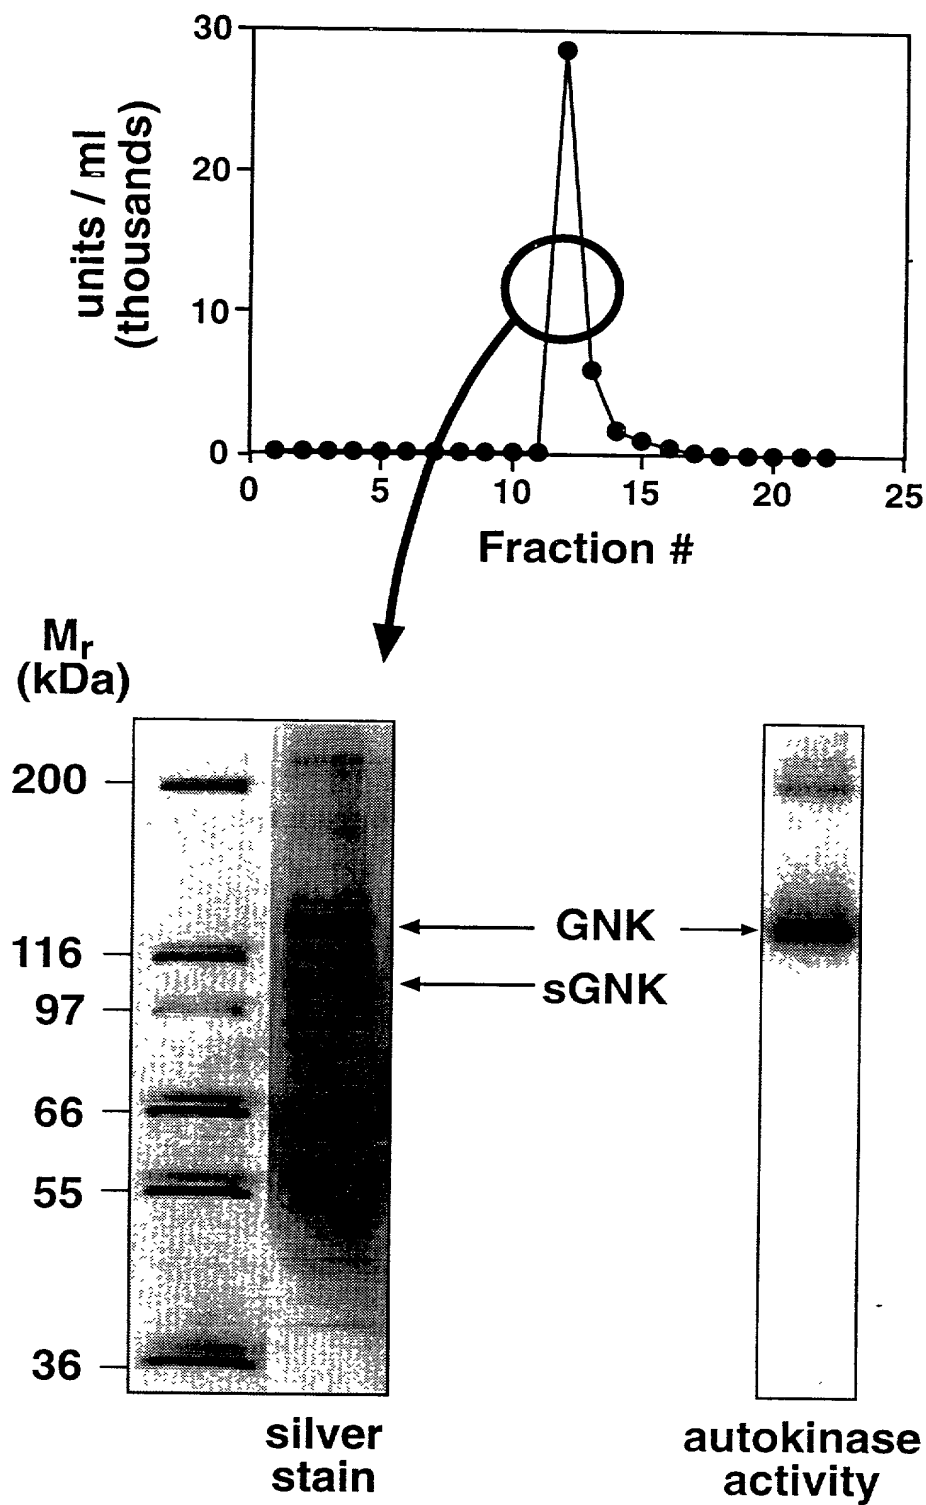 units / ml
(thousands)
30
20
10
0
0 5 10 15 20 25
Fraction #
Mr
(kDa)
200
116
97
66
55
36
GNK
sGNK
silver
stain
autokinase
activity